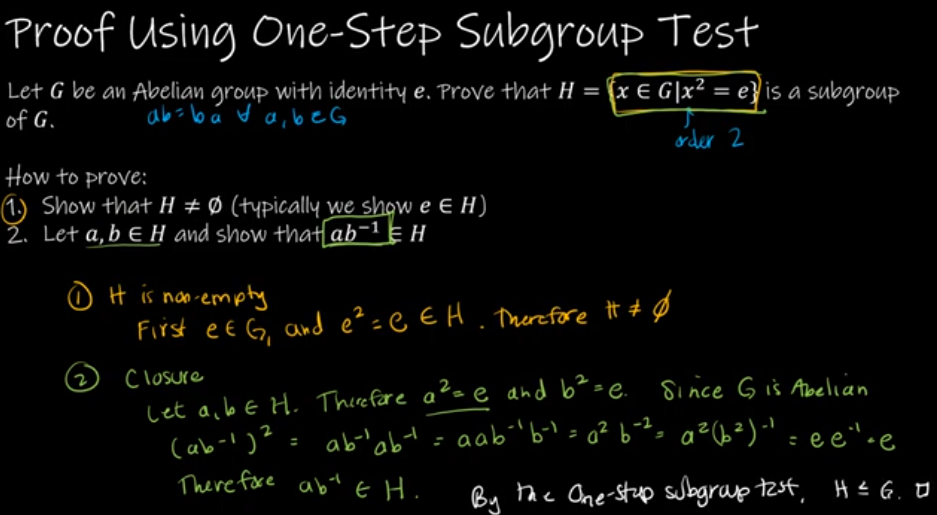 Proof Using One-Step Subgroup Test
Let G be an Abelian group with identity e. Prove that H = {x ∈ G|x² = e} is a subgroup
of G.
ab = ba ∀ a, b ∈ G
order 2
How to prove:
1. Show that H ≠ ∅ (typically we show e ∈ H)
2. Let a, b ∈ H and show that ab⁻¹ ∈ H
① H is non-empty
First e ∈ G, and e² = e ∈ H. Therefore H ≠ ∅
② Closure
Let a, b ∈ H. Therefore a² = e and b² = e. Since G is Abelian
(ab⁻¹)² = ab⁻¹ab⁻¹ = aab⁻¹b⁻¹ = a²b⁻² = a²(b²)⁻¹ = ee⁻¹ = e
Therefore ab⁻¹ ∈ H.
By the One-step subgroup test, H ≤ G. □